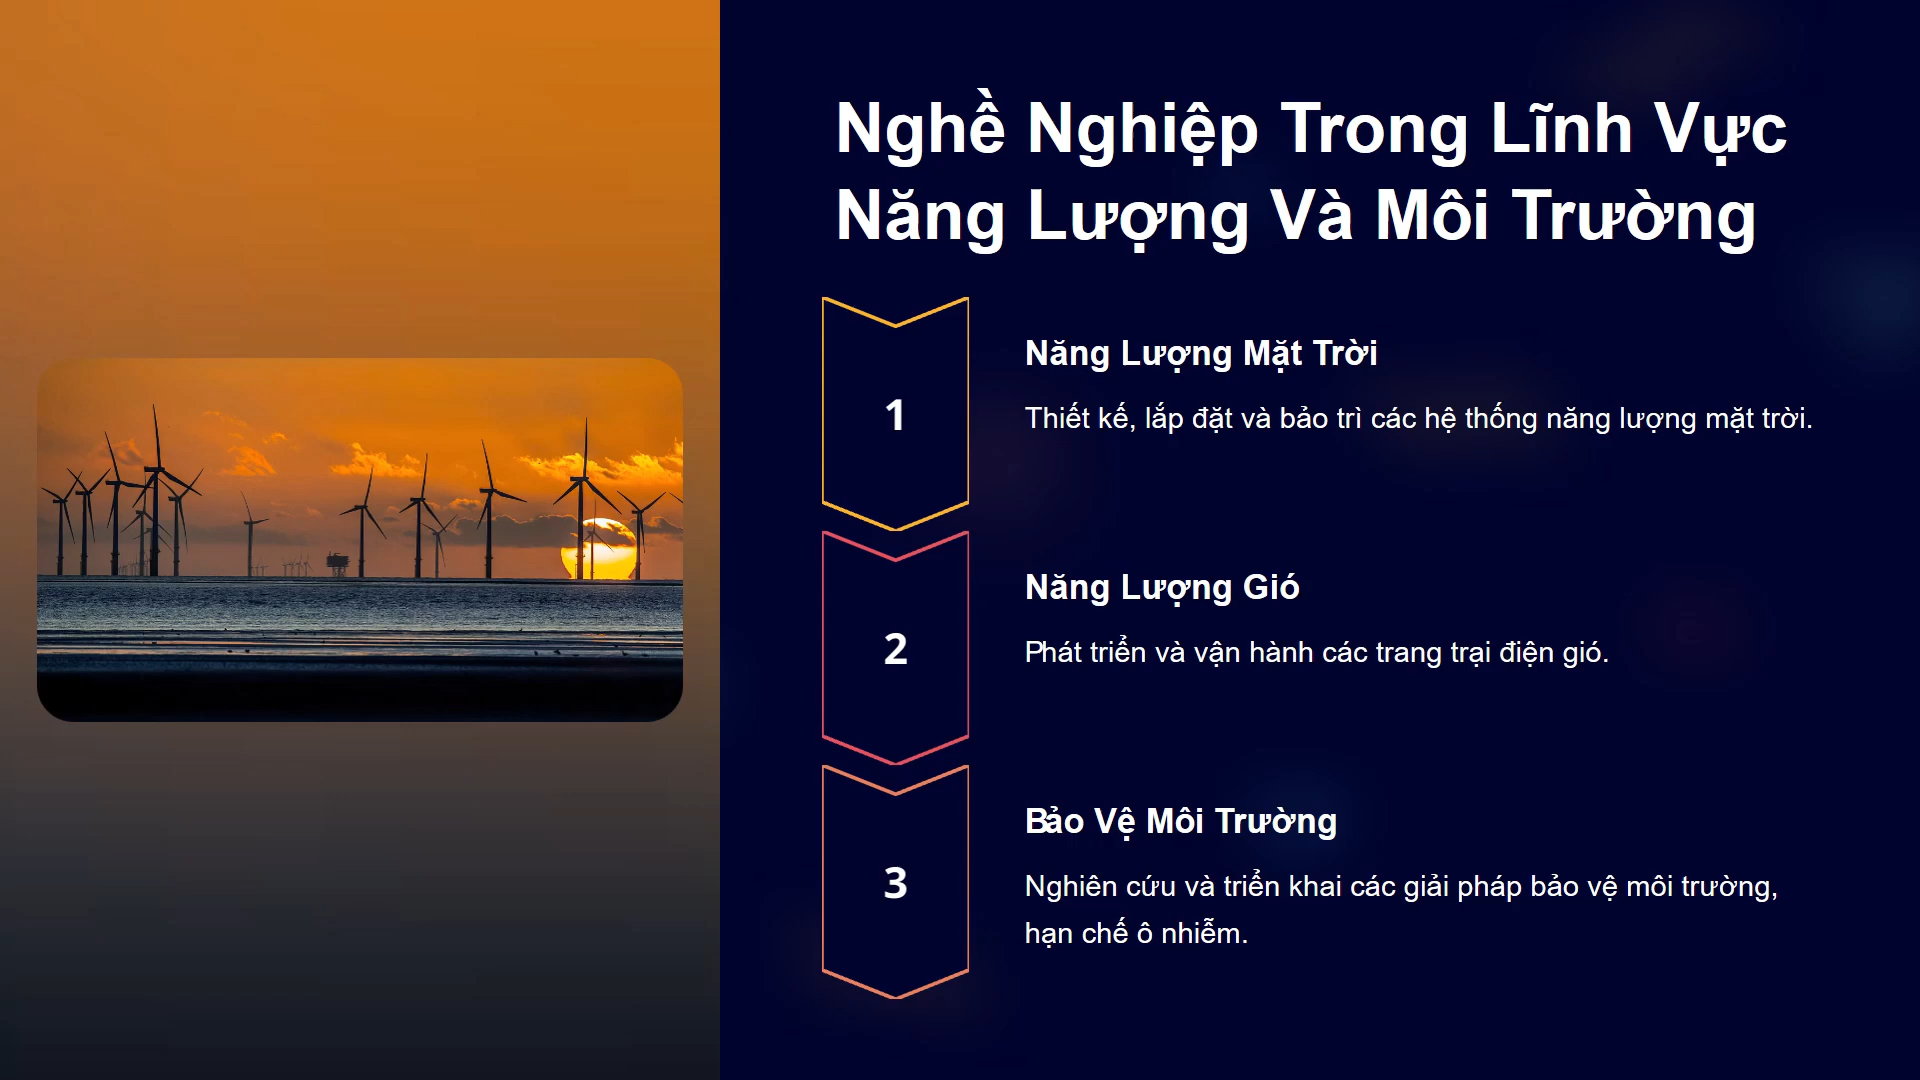 Nghề Nghiệp Trong Lĩnh Vực
Năng Lượng Và Môi Trường
1
Năng Lượng Mặt Trời
Thiết kế, lắp đặt và bảo trì các hệ thống năng lượng mặt trời.
2
Năng Lượng Gió
Phát triển và vận hành các trang trại điện gió.
3
Bảo Vệ Môi Trường
Nghiên cứu và triển khai các giải pháp bảo vệ môi trường,
hạn chế ô nhiễm.